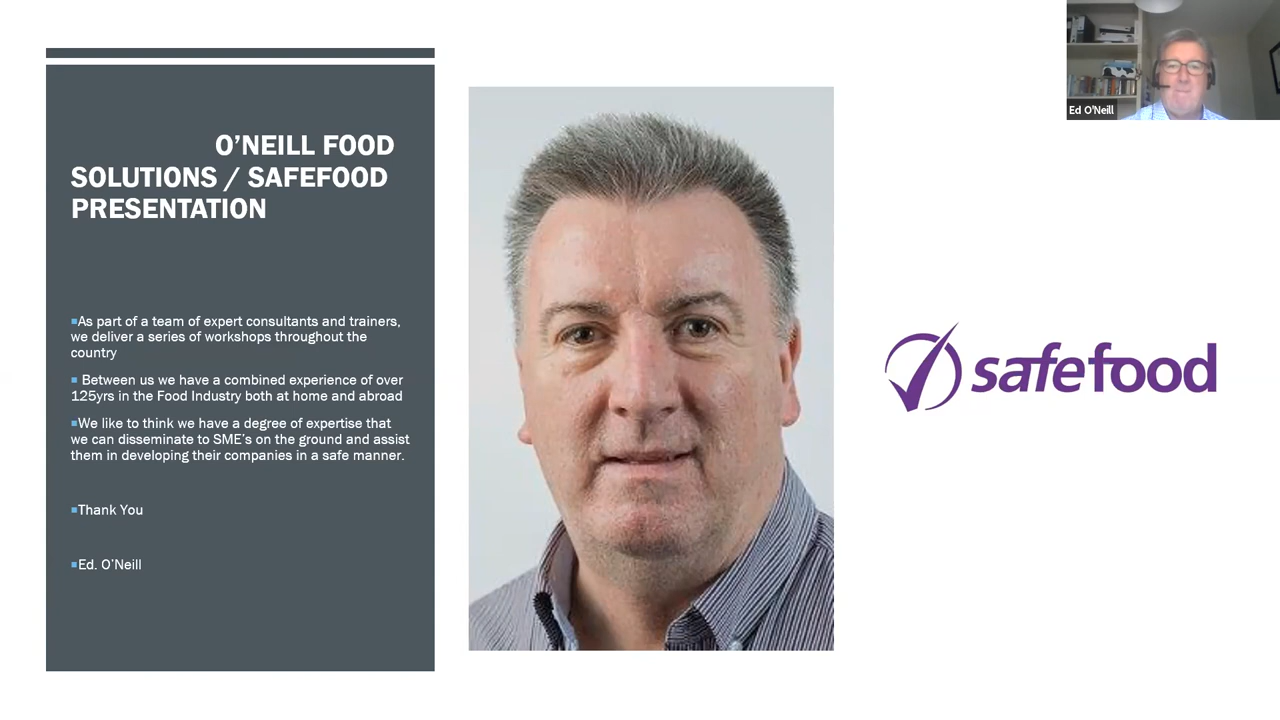 O’NEILL FOOD
SOLUTIONS / SAFEFOOD
PRESENTATION
▪As part of a team of expert consultants and trainers,
we deliver a series of workshops throughout the
country
▪ Between us we have a combined experience of over
125yrs in the Food Industry both at home and abroad
▪We like to think we have a degree of expertise that
we can disseminate to SME’s on the ground and assist
them in developing their companies in a safe manner.
▪Thank You
▪Ed. O’Neill
safefood
Ed O'Neill